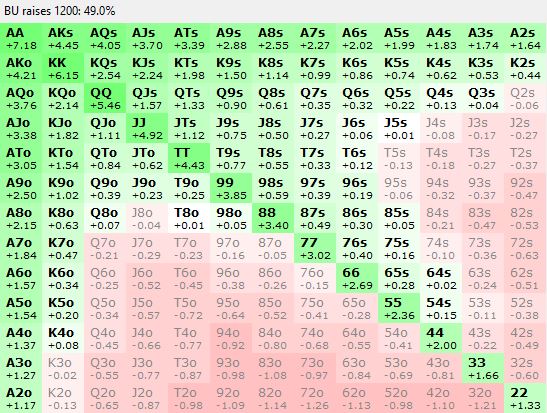 BU raises 1200: 49.0%
AA AKs AQs AJs ATs A9s A8s A7s A6s A5s A4s A3s A2s
+7.18 +4.45 +4.05 +3.70 +3.39 +2.88 +2.55 +2.27 +2.02 +1.99 +1.83 +1.74 +1.64
AKo KK KQs KJs KTs K9s K8s K7s K6s K5s K4s K3s K2s
+4.21 +6.15 +2.54 +2.24 +1.98 +1.50 +1.14 +0.99 +0.86 +0.74 +0.62 +0.53 +0.44
AQo KQo QQ QJs QTs Q9s Q8s Q7s Q6s Q5s Q4s Q3s Q2s
+3.76 +2.14 +5.46 +1.57 +1.33 +0.90 +0.61 +0.35 +0.32 +0.22 +0.13 +0.04 -0.06
AJo KJo QJo JJ JTs J9s J8s J7s J6s J5s J4s J3s J2s
+3.38 +1.82 +1.11 +4.92 +1.12 +0.75 +0.50 +0.27 +0.06 +0.01 -0.08 -0.17 -0.27
ATo KTo QTo JTo TT T9s T8s T7s T6s T5s T4s T3s T2s
+3.05 +1.54 +0.84 +0.62 +4.43 +0.77 +0.55 +0.33 +0.12 -0.13 -0.18 -0.27 -0.37
A9o K9o Q9o J9o T9o 99 98s 97s 96s 95s 94s 93s 92s
+2.50 +1.02 +0.39 +0.23 +0.25 +3.85 +0.59 +0.39 +0.19 -0.06 -0.32 -0.37 -0.47
A8o K8o Q8o J8o T8o 98o 88 87s 86s 85s 84s 83s 82s
+2.15 +0.63 +0.07 -0.04 +0.01 +0.05 +3.40 +0.49 +0.30 +0.05 -0.21 -0.47 -0.53
A7o K7o Q7o J7o T7o 97o 87o 77 76s 75s 74s 73s 72s
+1.84 +0.47 -0.21 -0.29 -0.23 -0.16 -0.05 +3.02 +0.40 +0.16 -0.10 -0.36 -0.63
A6o K6o Q6o J6o T6o 96o 86o 76o 66 65s 64s 63s 62s
+1.57 +0.34 -0.25 -0.52 -0.45 -0.38 -0.26 -0.15 +2.69 +0.28 +0.02 -0.24 -0.51
A5o K5o Q5o J5o T5o 95o 85o 75o 65o 55 54s 53s 52s
+1.54 +0.20 -0.34 -0.57 -0.72 -0.64 -0.52 -0.41 -0.28 +2.36 +0.15 -0.11 -0.38
A4o K4o Q4o J4o T4o 94o 84o 74o 64o 54o 44 43s 42s
+1.37 +0.08 -0.45 -0.66 -0.77 -0.92 -0.80 -0.68 -0.55 -0.41 +2.00 -0.22 -0.49
A3o K3o Q3o J3o T3o 93o 83o 73o 63o 53o 43o 33 32s
+1.27 -0.02 -0.55 -0.77 -0.87 -0.98 -1.08 -0.97 -0.84 -0.69 -0.81 +1.66 -0.60
A2o K2o Q2o J2o T2o 92o 82o 72o 62o 52o 42o 32o 22
+1.17 -0.13 -0.65 -0.87 -0.98 -1.09 -1.14 -1.26 -1.13 -0.98 -1.10 -1.21 +1.33